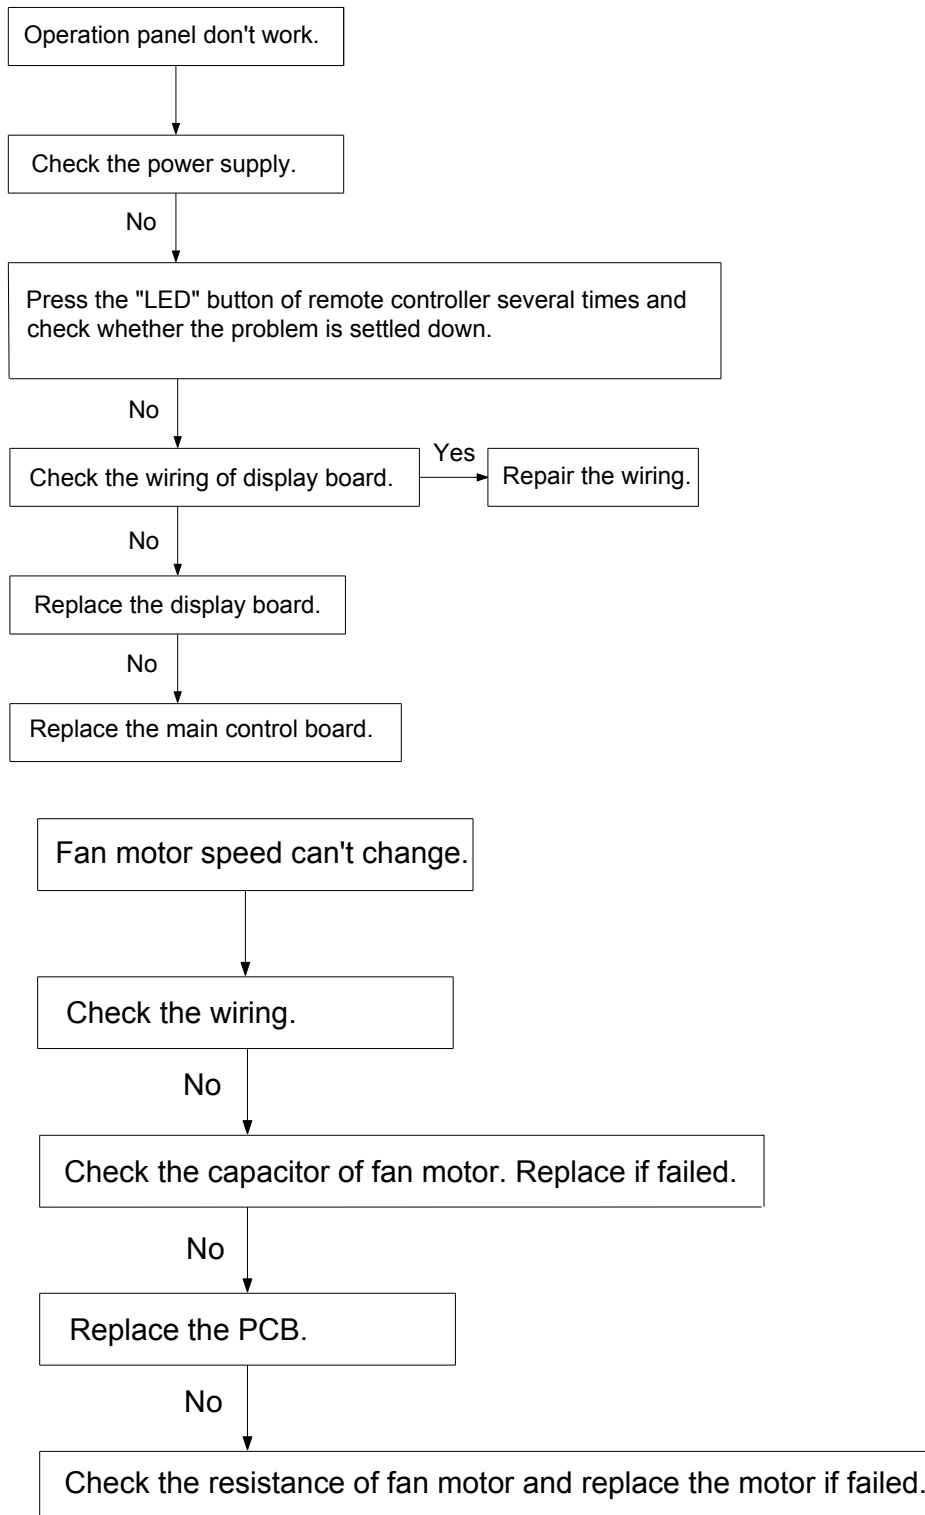 Operation panel don't work.
Check the power supply.
No
Press the "LED" button of remote controller several times and
check whether the problem is settled down.
No
Check the wiring of display board.
Yes
Repair the wiring.
No
Replace the display board.
No
Replace the main control board.
Fan motor speed can't change.
Check the wiring.
No
Check the capacitor of fan motor. Replace if failed.
No
Replace the PCB.
No
Check the resistance of fan motor and replace the motor if failed.